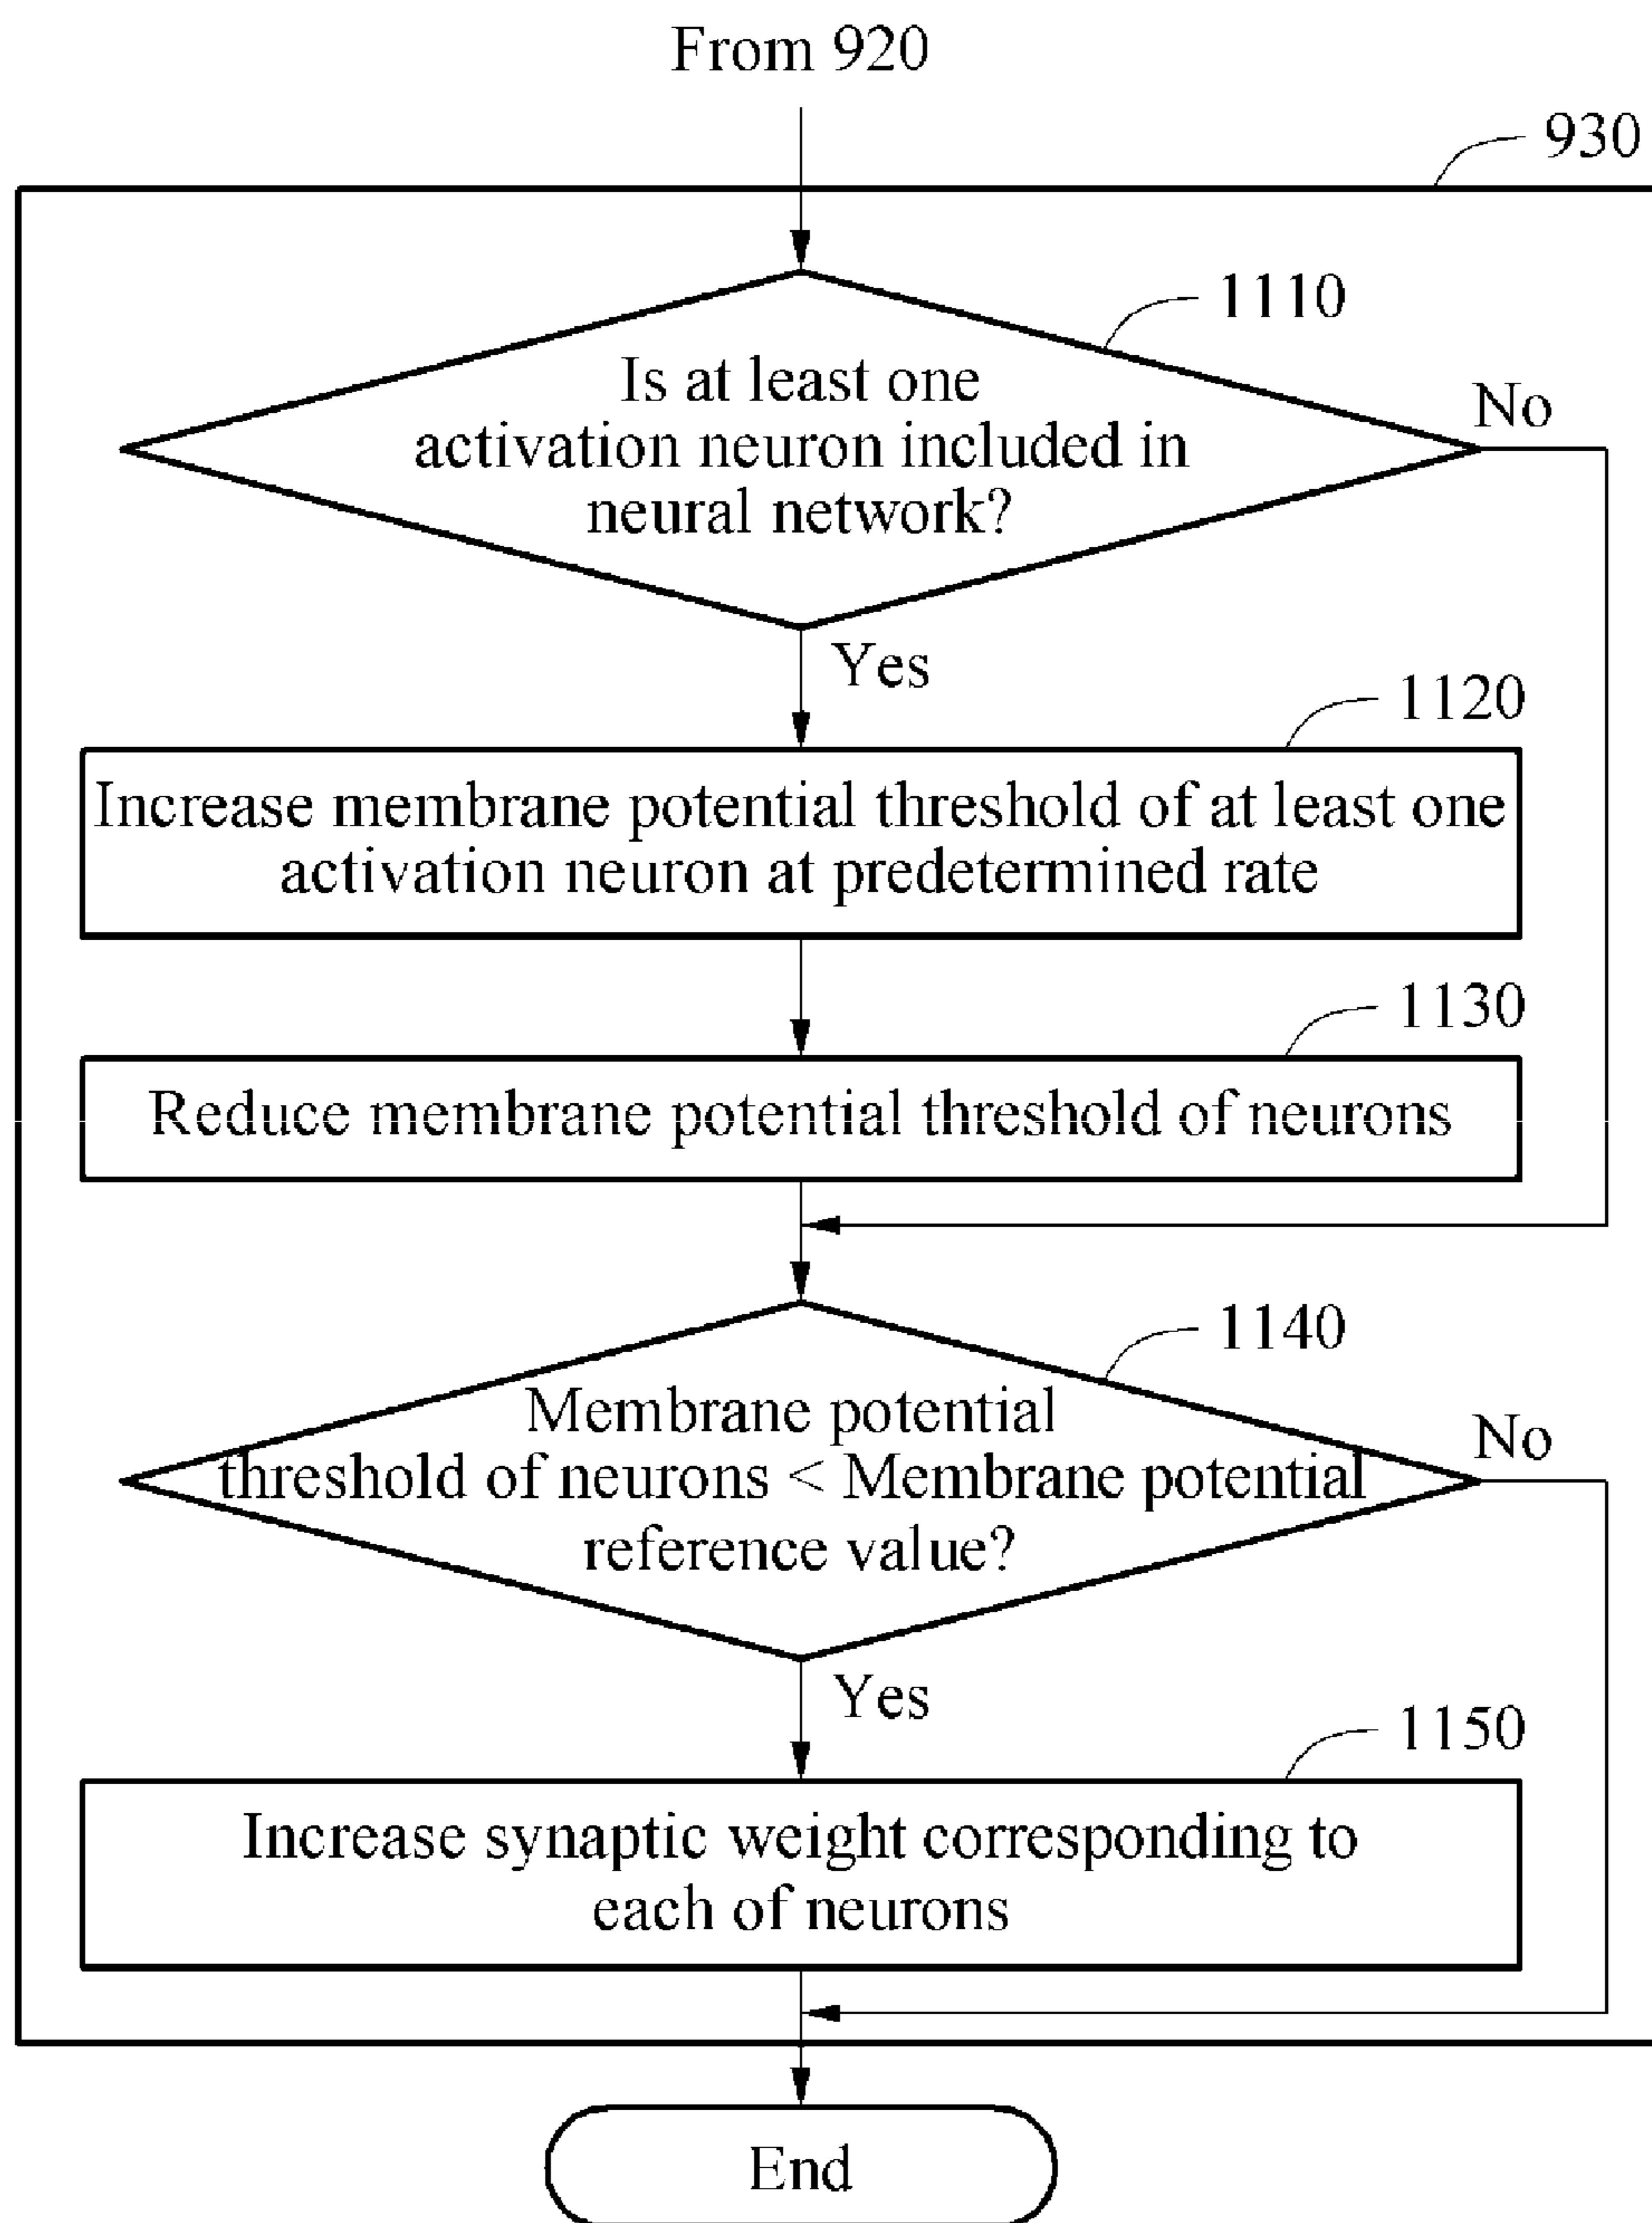 From 920
930
1110
Is at least one
activation neuron included in
neural network?
No
Yes
1120
Increase membrane potential threshold of at least one
activation neuron at predetermined rate
1130
Reduce membrane potential threshold of neurons
1140
Membrane potential
threshold of neurons < Membrane potential
reference value?
No
Yes
1150
Increase synaptic weight corresponding to
each of neurons
End